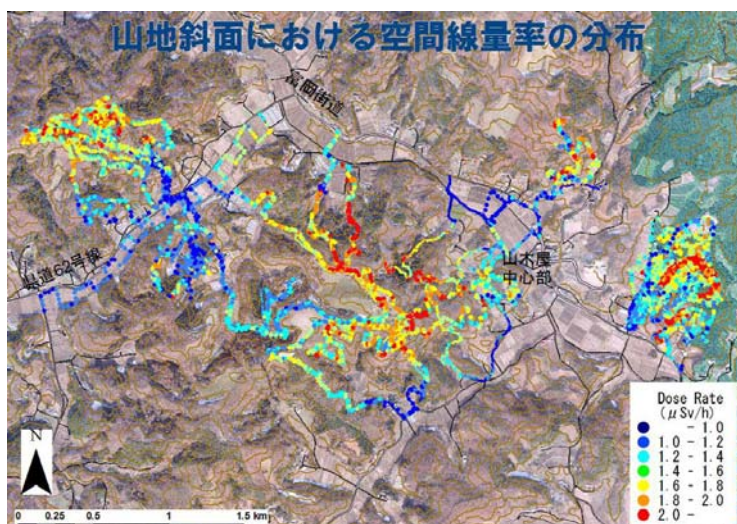 山地斜面における空間線量率の分布
富岡街道
県道62号線
山木屋
中心部
N
0 0.25 0.5 1 1.5 km
Dose Rate
(μSv/h)
- 1.0
1.0 - 1.2
1.2 - 1.4
1.4 - 1.6
1.6 - 1.8
1.8 - 2.0
2.0 -